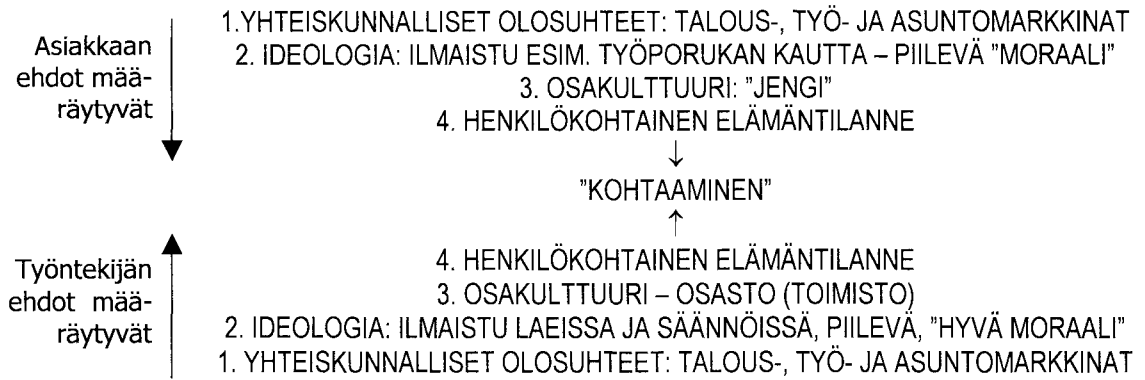 1.YHTEISKUNNALLISET OLOSUHTEET: TALOUS-, TYÖ- JA ASUNTOMARKKINAT
2. IDEOLOGIA: ILMAISTU ESIM. TYÖPORUKAN KAUTTA – PIILEVÄ "MORAALI"
3. OSAKULTTUURI: "JENGI"
4. HENKILÖKOHTAINEN ELÄMÄNTILANNE
Asiakkaan
ehdot mää-
räytyvät
↓
"KOHTAAMINEN"
↑
Työntekijän
ehdot mää-
räytyvät
4. HENKILÖKOHTAINEN ELÄMÄNTILANNE
3. OSAKULTTUURI – OSASTO (TOIMISTO)
2. IDEOLOGIA: ILMAISTU LAEISSA JA SÄÄNNÖISSÄ, PIILEVÄ, "HYVÄ MORAALI"
1. YHTEISKUNNALLISET OLOSUHTEET: TALOUS-, TYÖ- JA ASUNTOMARKKINAT